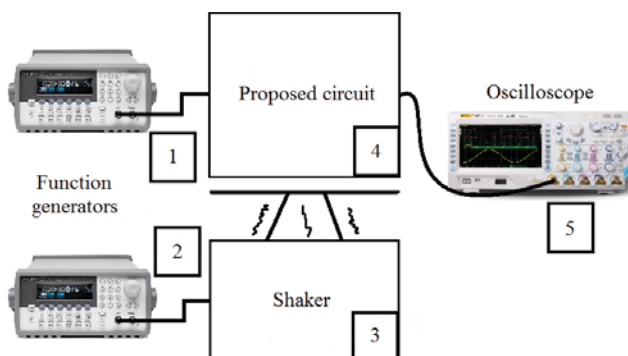 Proposed circuit
Oscilloscope
1
4
Function
generators
2
5
Shaker
3